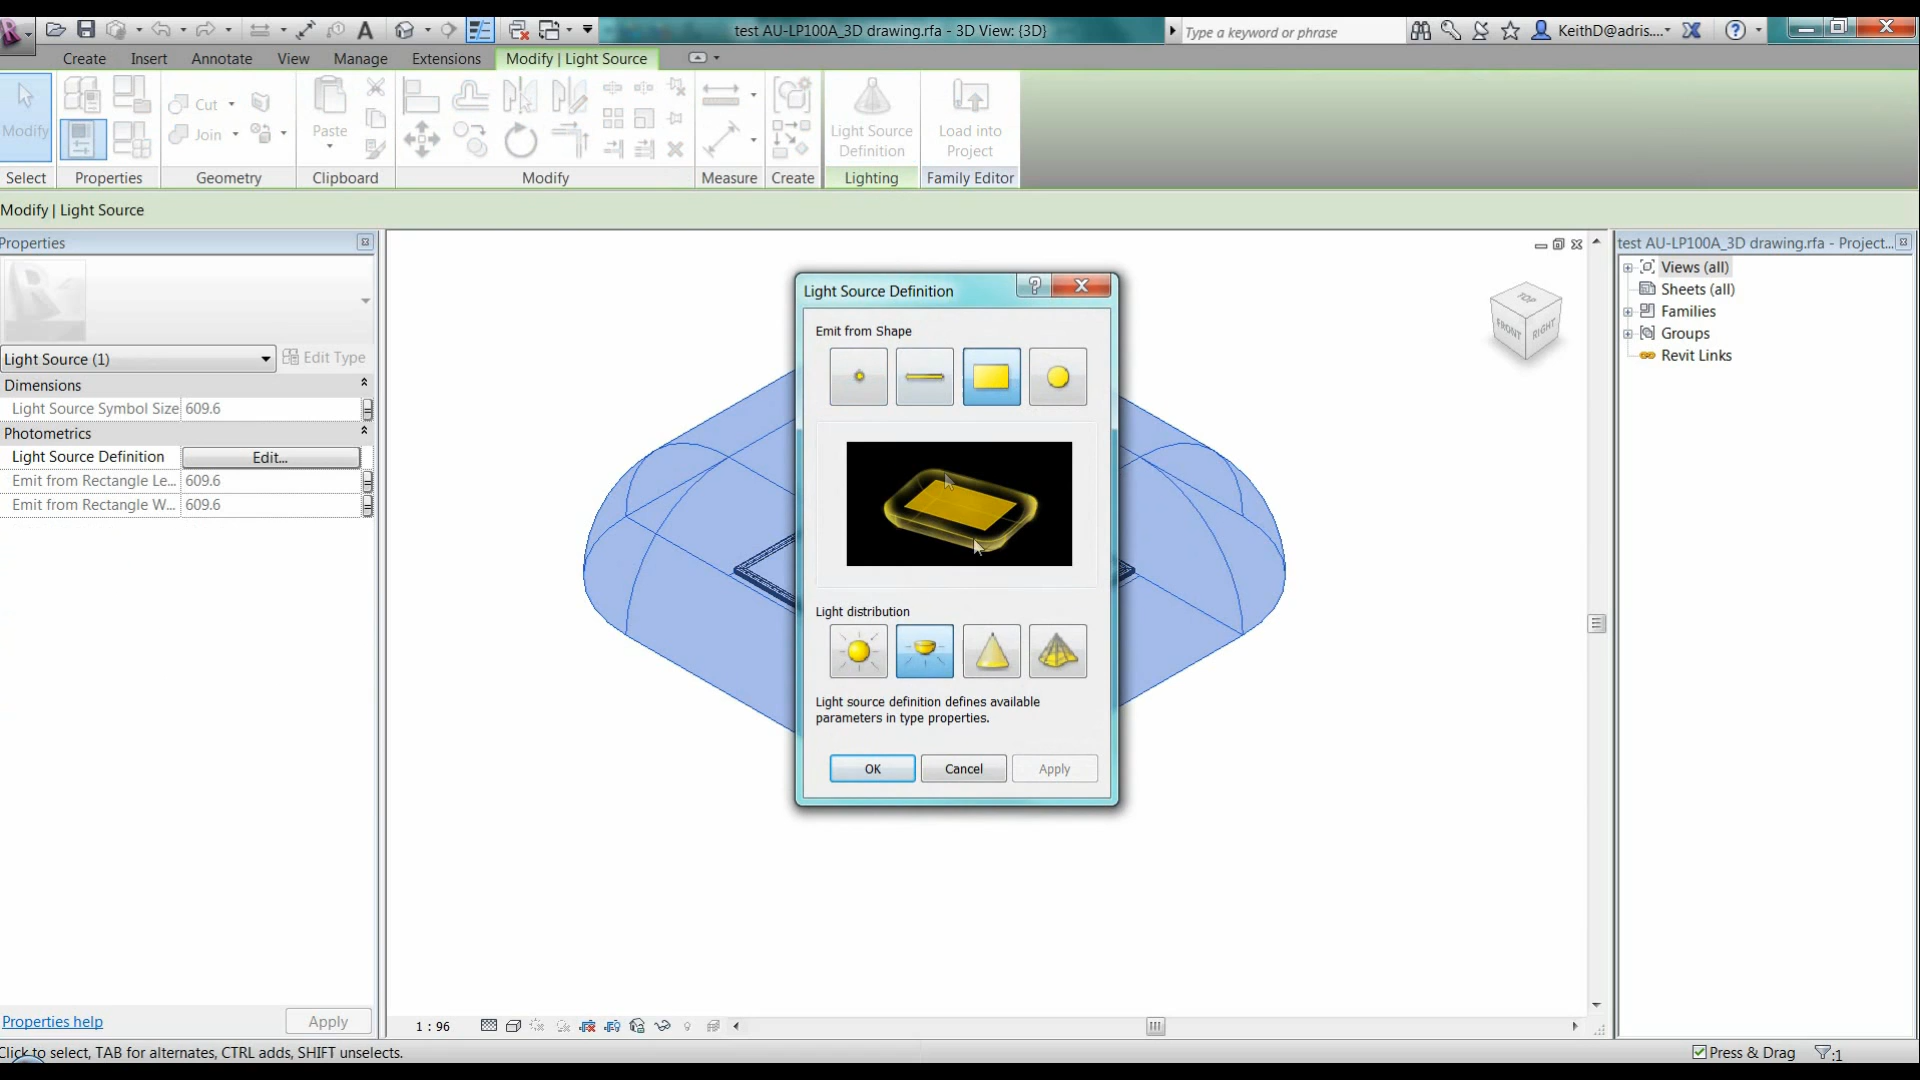 test AU-LP100A_3D drawing.rfa - 3D View: {3D}
Type a keyword or phrase
KeithD@adris....
Create Insert Annotate View Manage Extensions Modify | Light Source
Modify
Cut
Join
Paste
Light Source
Definition
Load into
Project
Select Properties Geometry Clipboard Modify Measure Create Lighting Family Editor
Modify | Light Source
Properties
Light Source (1)
Edit Type
Dimensions
Light Source Symbol Size 609.6
Photometrics
Light Source Definition Edit...
Emit from Rectangle Le... 609.6
Emit from Rectangle W... 609.6
Properties help
Apply
Light Source Definition
Emit from Shape
Light distribution
Light source definition defines available
parameters in type properties.
OK Cancel Apply
TOP
FRONT
RIGHT
test AU-LP100A_3D drawing.rfa - Project...
Views (all)
Sheets (all)
Families
Groups
Revit Links
1 : 96
Click to select, TAB for alternates, CTRL adds, SHIFT unselects.
Press & Drag
:1